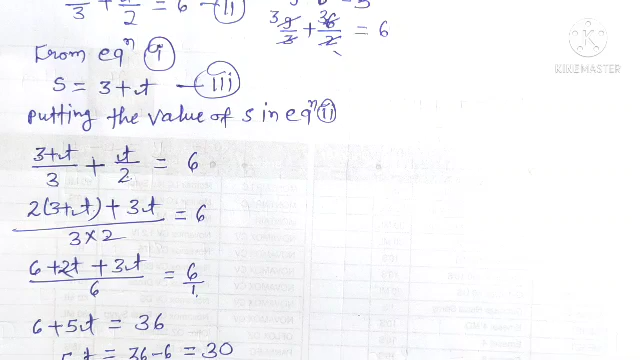 /3 + t/2 = 6 — (ii)
3 9/3 + 3 6/2 = 6
From eqⁿ (i)
S = 3 + t — (iii)
putting the value of s in eqⁿ (ii)
(3+t)/3 + t/2 = 6
(2(3+t) + 3t)/(3 × 2) = 6
(6 + 2t + 3t)/6 = 6/1
6 + 5t = 36
5t = 36 - 6 = 30
KINEMASTER